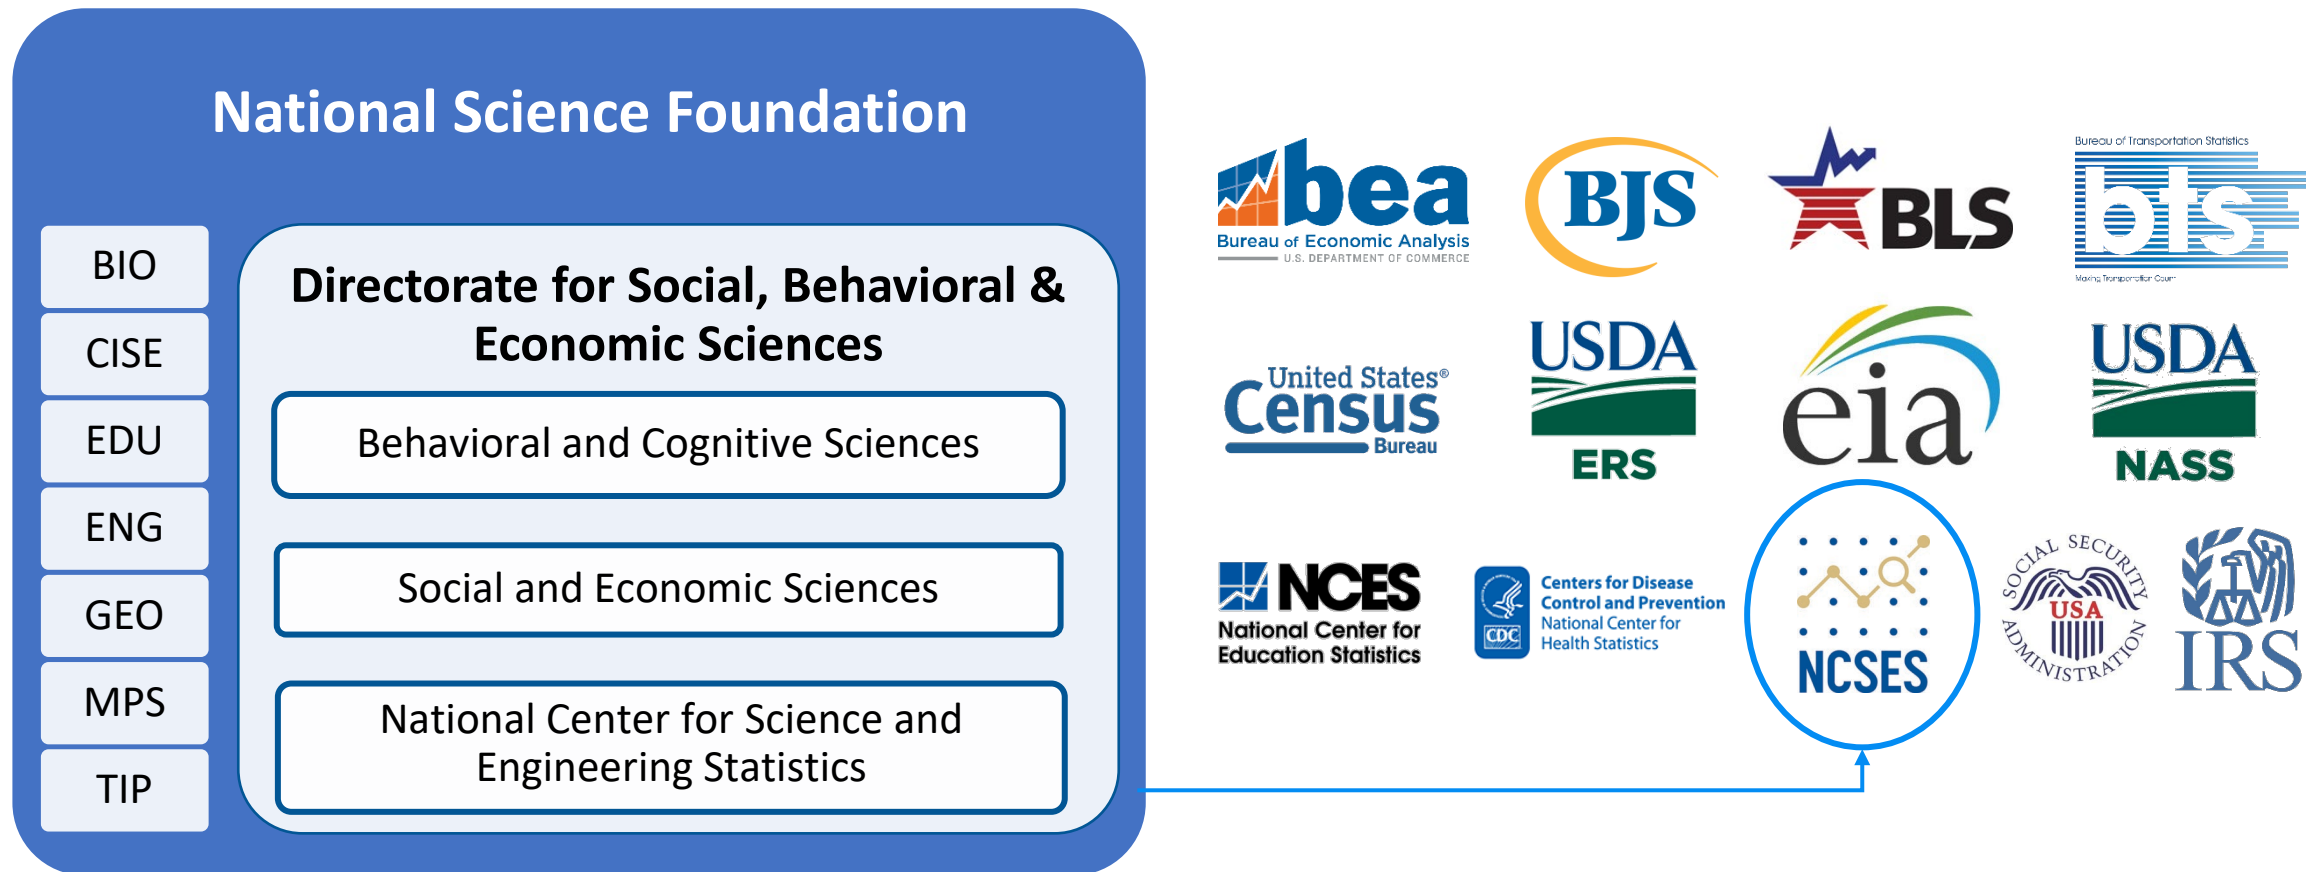 National Science Foundation
BIO
CISE
EDU
ENG
GEO
MPS
TIP
Directorate for Social, Behavioral &
Economic Sciences
Behavioral and Cognitive Sciences
Social and Economic Sciences
National Center for Science and
Engineering Statistics
bea
Bureau of Economic Analysis
U.S. DEPARTMENT OF COMMERCE
BJS
BLS
Bureau of Transportation Statistics
bts
Making Transportation Count
United States®
Census
Bureau
USDA
ERS
eia
USDA
NASS
NCES
National Center for
Education Statistics
CDC
Centers for Disease
Control and Prevention
National Center for
Health Statistics
NCSES
SOCIAL SECURITY
USA
ADMINISTRATION
IRS